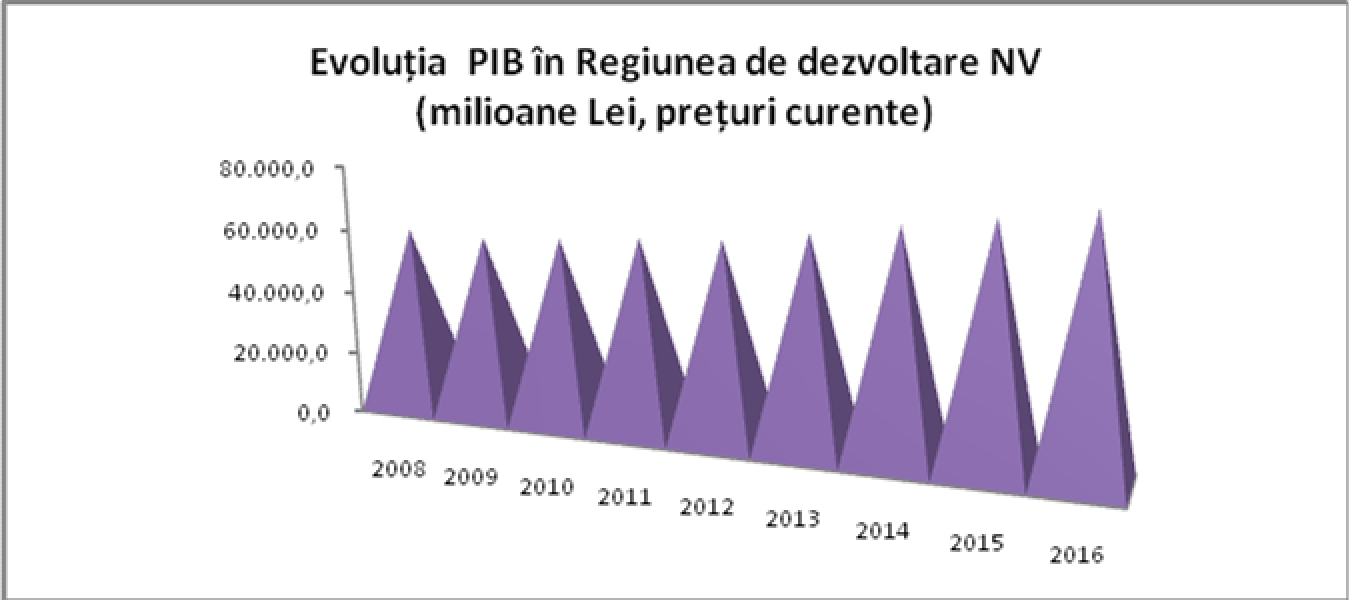 Evoluția  PIB în Regiunea de dezvoltare NV
(milioane Lei, prețuri curente)
80.000,0
60.000,0
40.000,0
20.000,0
0,0
2008 2009 2010 2011 2012 2013 2014 2015 2016